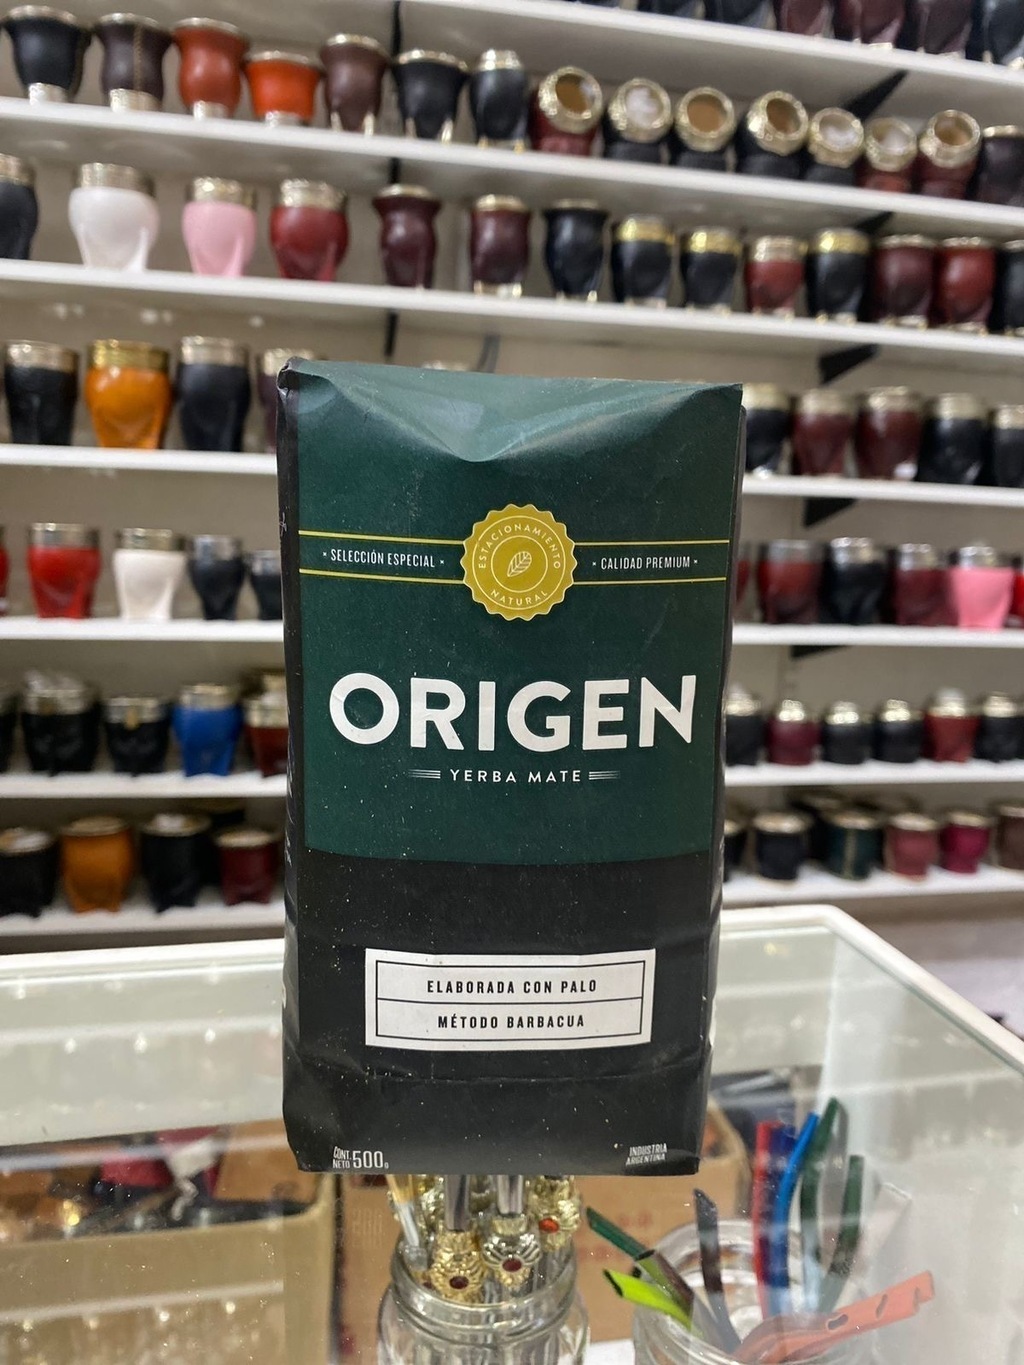 SELECCIÓN ESPECIAL
ESTACIONAMIENTO
NATURAL
CALIDAD PREMIUM
ORIGEN
YERBA MATE
ELABORADA CON PALO
MÉTODO BARBACUA
CONT.
NETO 500g
INDUSTRIA
ARGENTINA